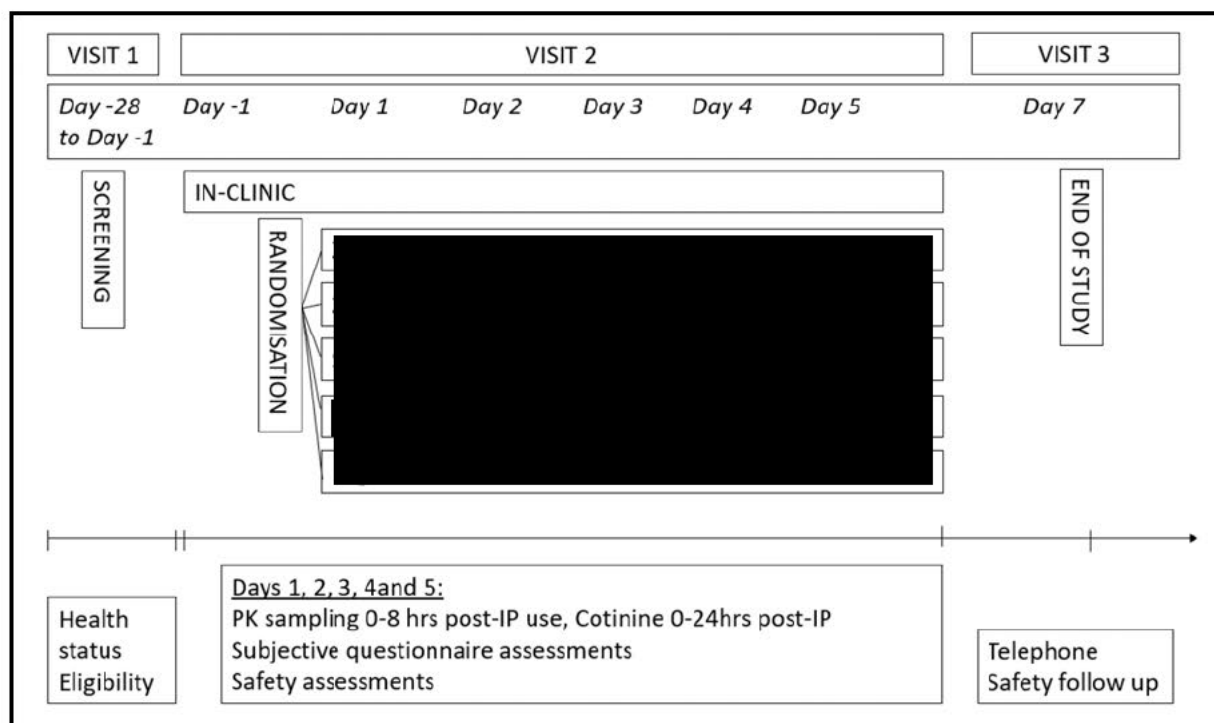 VISIT 1
VISIT 2
VISIT 3
Day -28
to Day -1
Day -1
Day 1
Day 2
Day 3
Day 4
Day 5
Day 7
SCREENING
IN-CLINIC
RANDOMISATION
END OF STUDY
Health
status
Eligibility
Days 1, 2, 3, 4and 5:
PK sampling 0-8 hrs post-IP use, Cotinine 0-24hrs post-IP
Subjective questionnaire assessments
Safety assessments
Telephone
Safety follow up